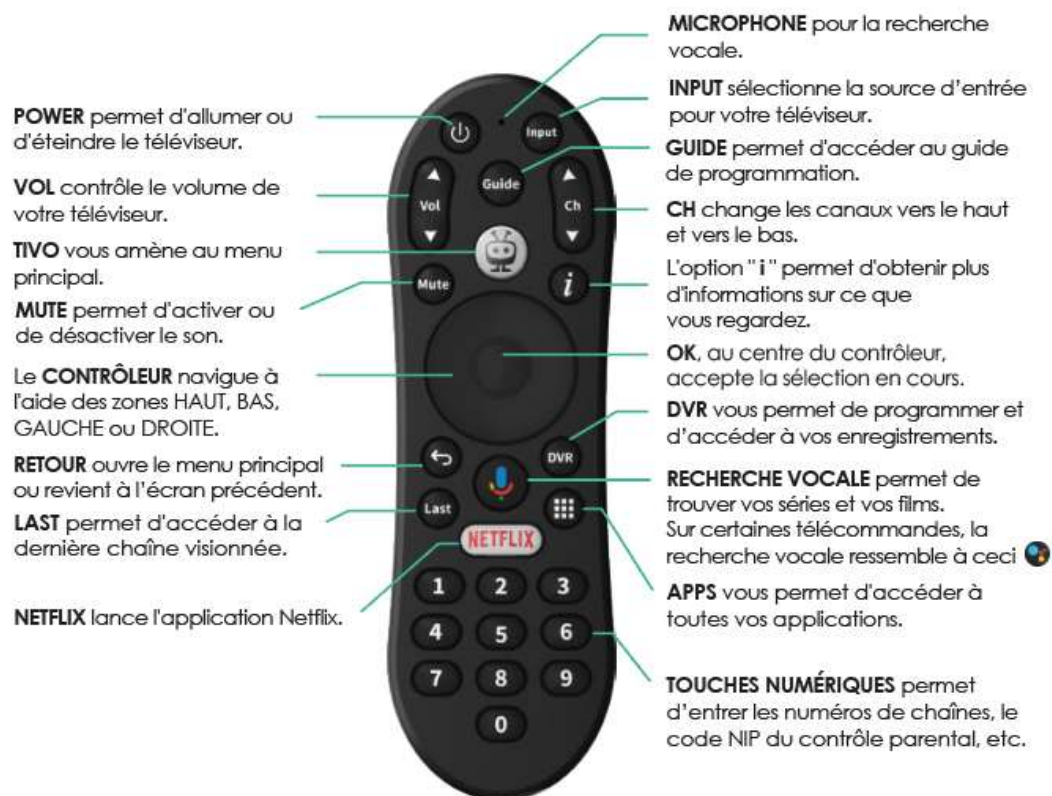 MICROPHONE pour la recherche
vocale.
POWER permet d'allumer ou
d'éteindre le téléviseur.
INPUT sélectionne la source d'entrée
pour votre téléviseur.
GUIDE permet d'accéder au guide
de programmation.
VOL contrôle le volume de
votre téléviseur.
CH change les canaux vers le haut
et vers le bas.
TIVO vous amène au menu
principal.
L'option "i" permet d'obtenir plus
d'informations sur ce que
vous regardez.
MUTE permet d'activer ou
de désactiver le son.
OK, au centre du contrôleur,
accepte la sélection en cours.
Le CONTRÔLEUR navigue à
l'aide des zones HAUT, BAS,
GAUCHE ou DROITE.
DVR vous permet de programmer et
d'accéder à vos enregistrements.
RETOUR ouvre le menu principal
ou revient à l'écran précédent.
RECHERCHE VOCALE permet de
trouver vos séries et vos films.
Sur certaines télécommandes, la
recherche vocale ressemble à ceci
LAST permet d'accéder à la
dernière chaîne visionnée.
APPS vous permet d'accéder à
toutes vos applications.
NETFLIX lance l'application Netflix.
TOUCHES NUMÉRIQUES permet
d'entrer les numéros de chaînes, le
code NIP du contrôle parental, etc.
Input
Guide
Vol
Ch
Mute
i
DVR
Last
NETFLIX
1 2 3
4 5 6
7 8 9
0